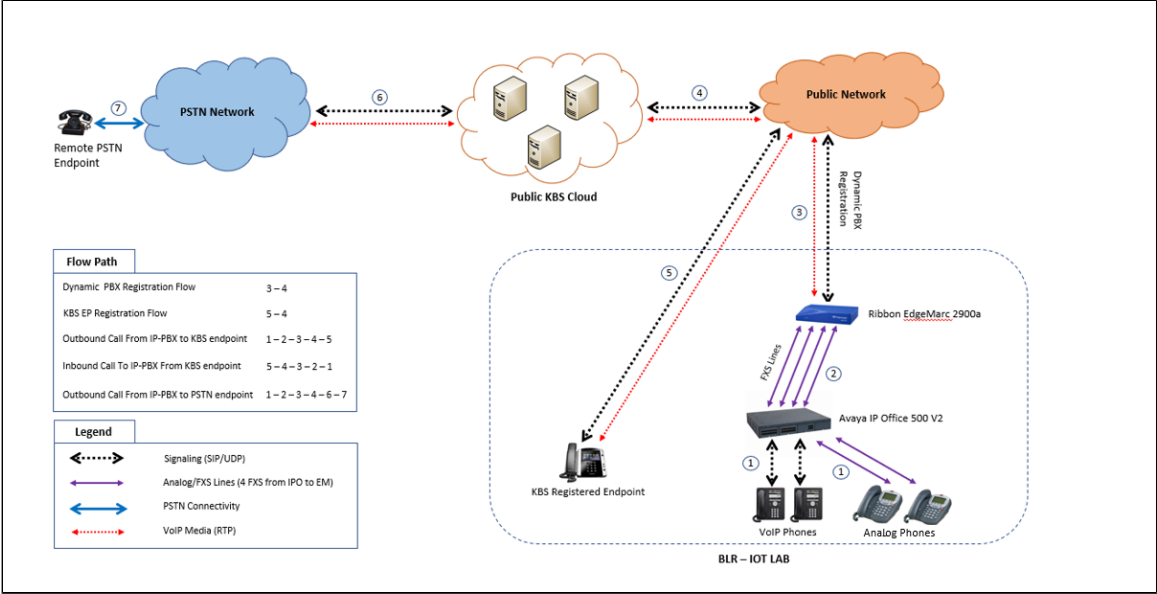 7
PSTN Network
Remote PSTN
Endpoint
6
Public KBS Cloud
4
Public Network
3
Dynamic PBX
Registration
5
Flow Path
Dynamic PBX Registration Flow 3 – 4
KBS EP Registration Flow 5 - 4
Outbound Call From IP-PBX to KBS endpoint 1 – 2 – 3 – 4 – 5
Inbound Call To IP-PBX From KBS endpoint 5 – 4 – 3 – 2 – 1
Outbound Call From IP-PBX to PSTN endpoint 1 – 2 – 3 – 4 – 6 – 7
Legend
Signaling (SIP/UDP)
Analog/FXS Lines (4 FXS from IPO to EM)
PSTN Connectivity
VoIP Media (RTP)
Ribbon EdgeMarc 2900a
FXS Lines
2
Avaya IP Office 500 V2
1
1
KBS Registered Endpoint
VoIP Phones
Analog Phones
BLR – IOT LAB